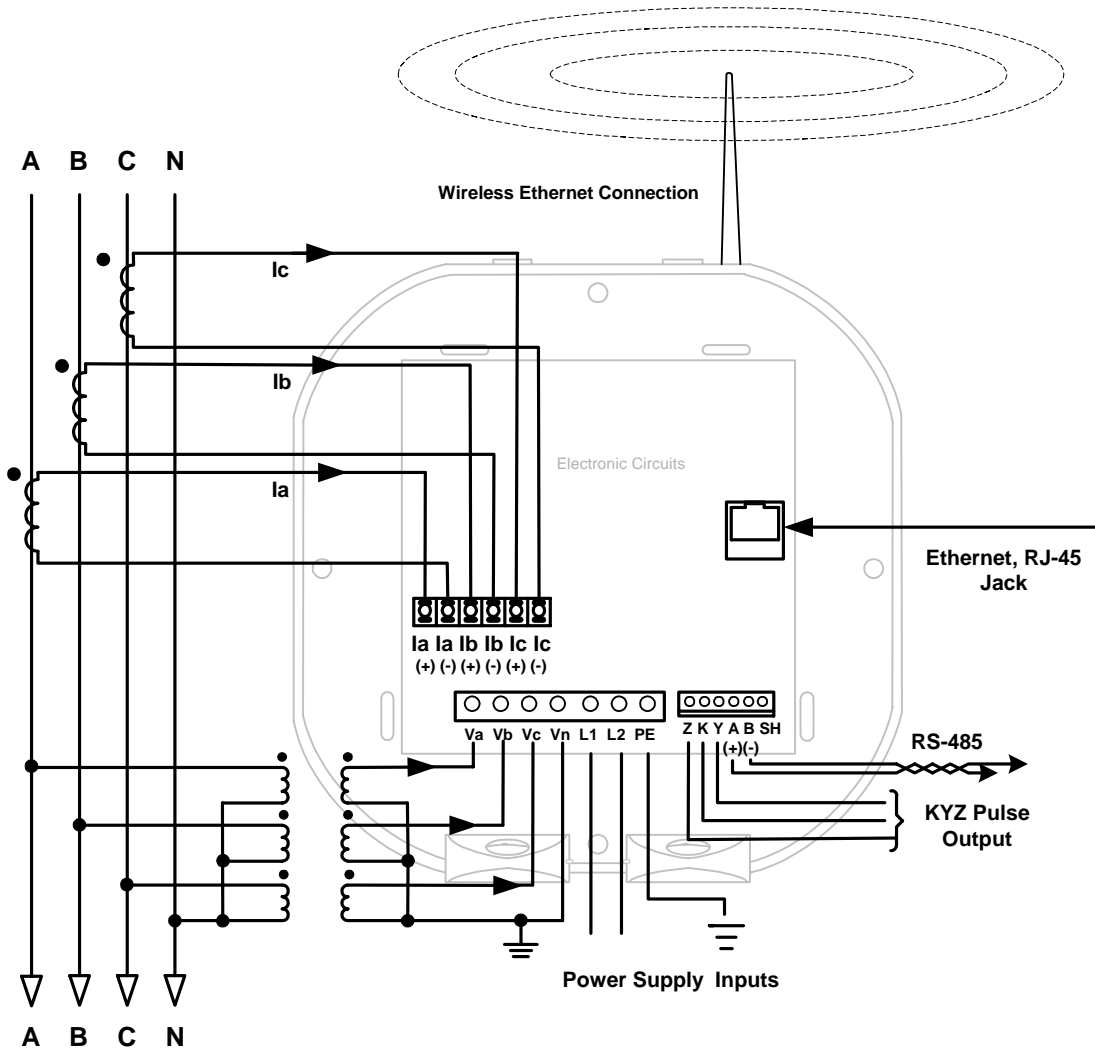 A B C N
Wireless Ethernet Connection
Ic
Ib
Ia
Electronic Circuits
Ethernet, RJ-45
Jack
Ia Ia Ib Ib Ic Ic
(+) (-) (+) (-) (+) (-)
Va Vb Vc Vn L1 L2 PE
Z K Y A B SH
(+) (-)
RS-485
KYZ Pulse
Output
Power Supply Inputs
A B C N